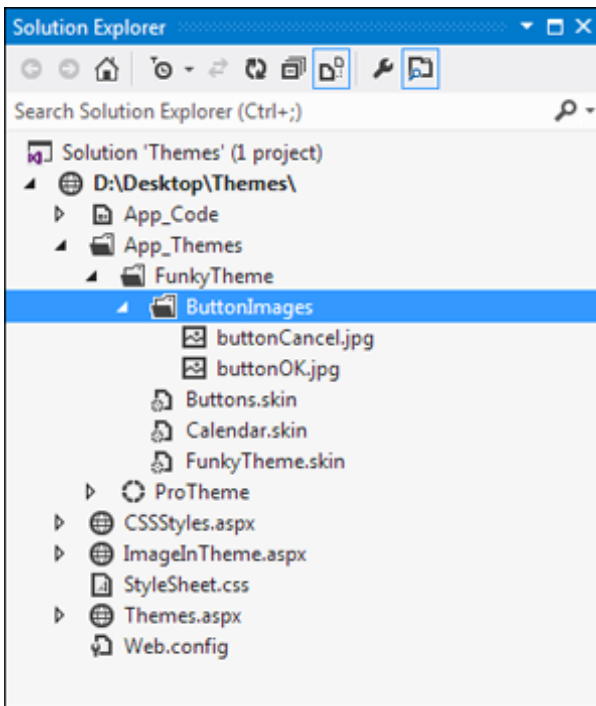 Solution Explorer
Search Solution Explorer (Ctrl+;)
Solution 'Themes' (1 project)
D:\Desktop\Themes\
App_Code
App_Themes
FunkyTheme
ButtonImages
buttonCancel.jpg
buttonOK.jpg
Buttons.skin
Calendar.skin
FunkyTheme.skin
ProTheme
CSSStyles.aspx
ImageInTheme.aspx
StyleSheet.css
Themes.aspx
Web.config